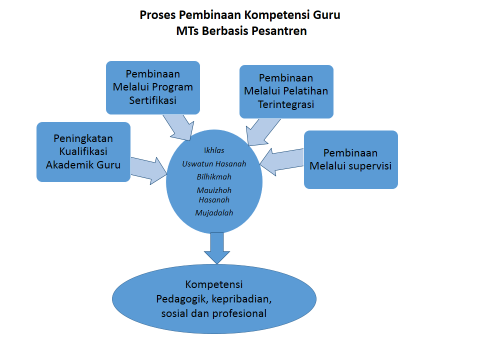 Proses Pembinaan Kompetensi Guru
MTs Berbasis Pesantren
Pembinaan
Melalui Program
Sertifikasi
Pembinaan
Melalui Pelatihan
Terintegrasi
Peningkatan
Kualifikasi
Akademik Guru
Pembinaan
Melalui supervisi
ikhlas
Uswatun Hasanah
Bilhikmah
Mauizhoh
Hasanah
Mujadalah
Kompetensi
Pedagogik, kepribadian,
sosial dan profesional